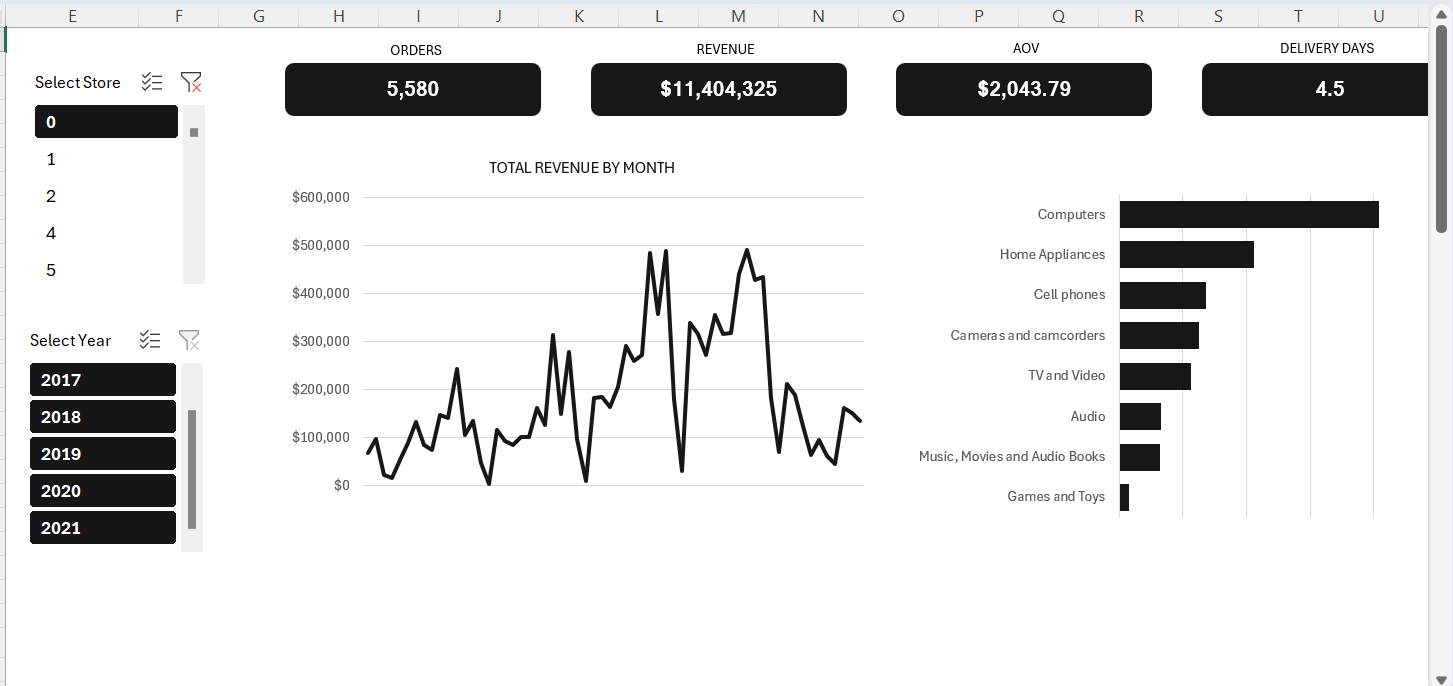 E F G H I J K L M N O P Q R S T U
ORDERS REVENUE AOV DELIVERY DAYS
5,580 $11,404,325 $2,043.79 4.5
Select Store
0
1
2
4
5
Select Year
2017
2018
2019
2020
2021
TOTAL REVENUE BY MONTH
$600,000
$500,000
$400,000
$300,000
$200,000
$100,000
$0
Computers
Home Appliances
Cell phones
Cameras and camcorders
TV and Video
Audio
Music, Movies and Audio Books
Games and Toys